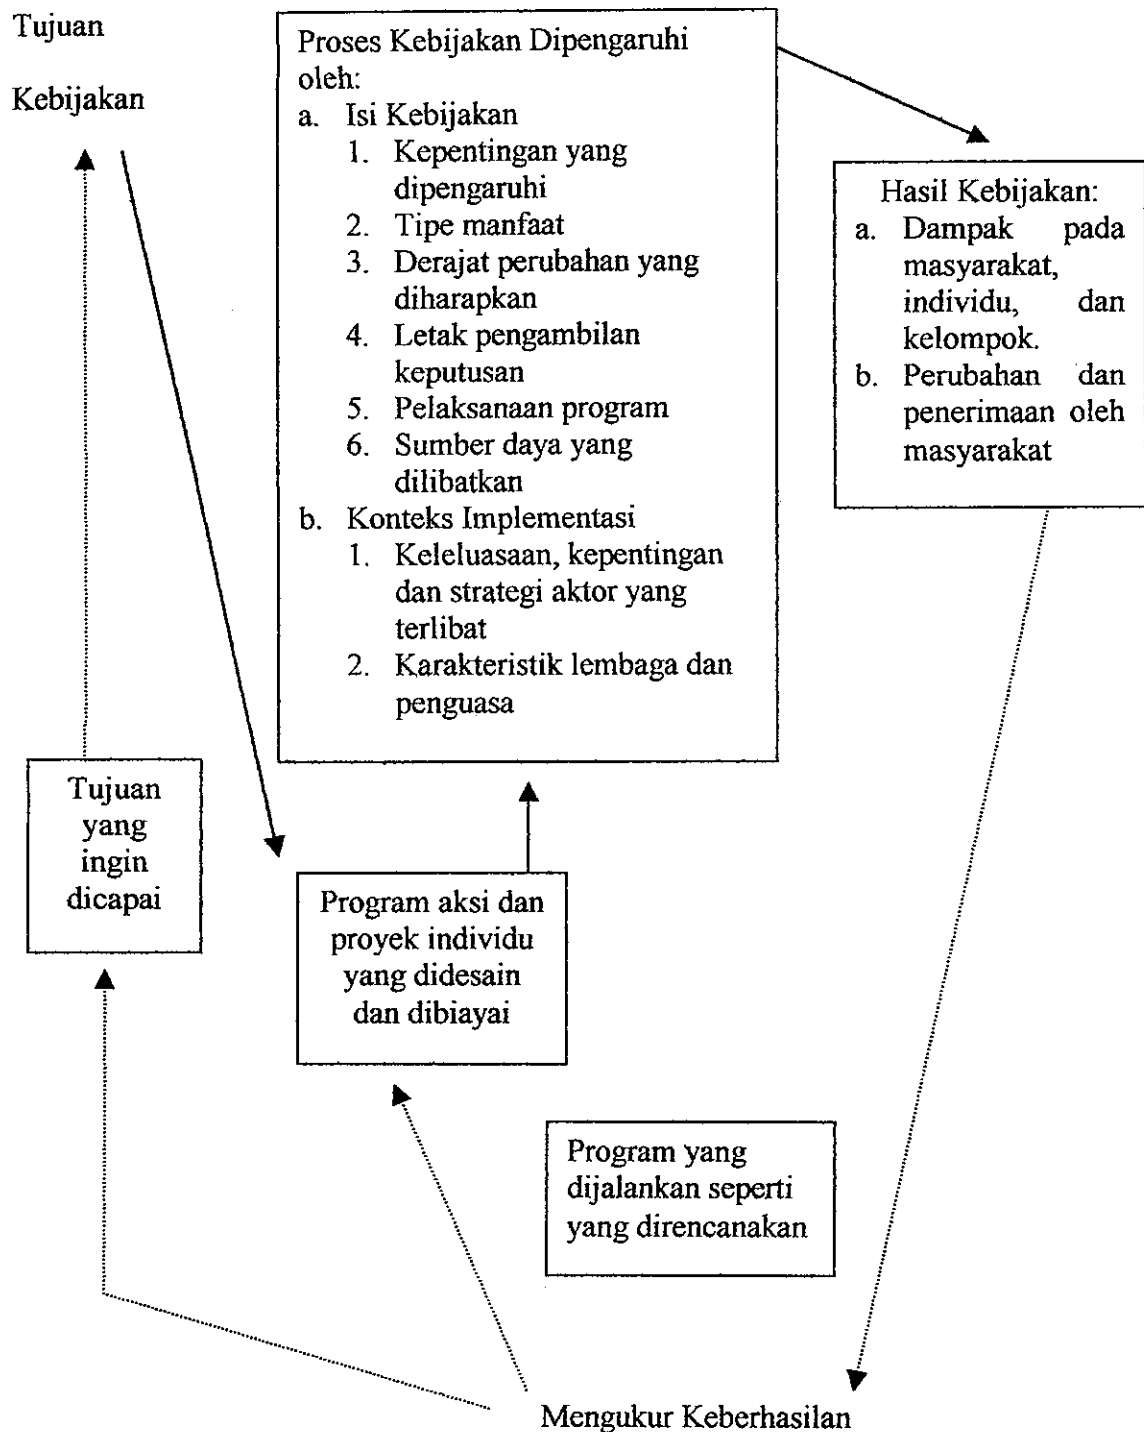 Tujuan
Kebijakan
Proses Kebijakan Dipengaruhi
oleh:
a. Isi Kebijakan
1. Kepentingan yang
dipengaruhi
2. Tipe manfaat
3. Derajat perubahan yang
diharapkan
4. Letak pengambilan
keputusan
5. Pelaksanaan program
6. Sumber daya yang
dilibatkan
b. Konteks Implementasi
1. Keleluasaan, kepentingan
dan strategi aktor yang
terlibat
2. Karakteristik lembaga dan
penguasa
Hasil Kebijakan:
a. Dampak pada
masyarakat,
individu, dan
kelompok.
b. Perubahan dan
penerimaan oleh
masyarakat
Tujuan
yang
ingin
dicapai
Program aksi dan
proyek individu
yang didesain
dan dibiayai
Program yang
dijalankan seperti
yang direncanakan
Mengukur Keberhasilan